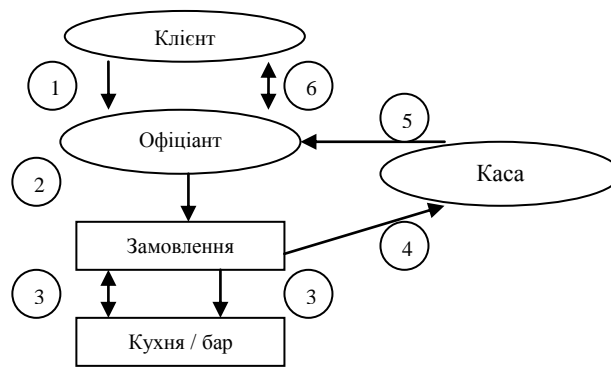 Клієнт
1
6
5
Офіціант
Каса
2
Замовлення
4
3
3
Кухня / бар